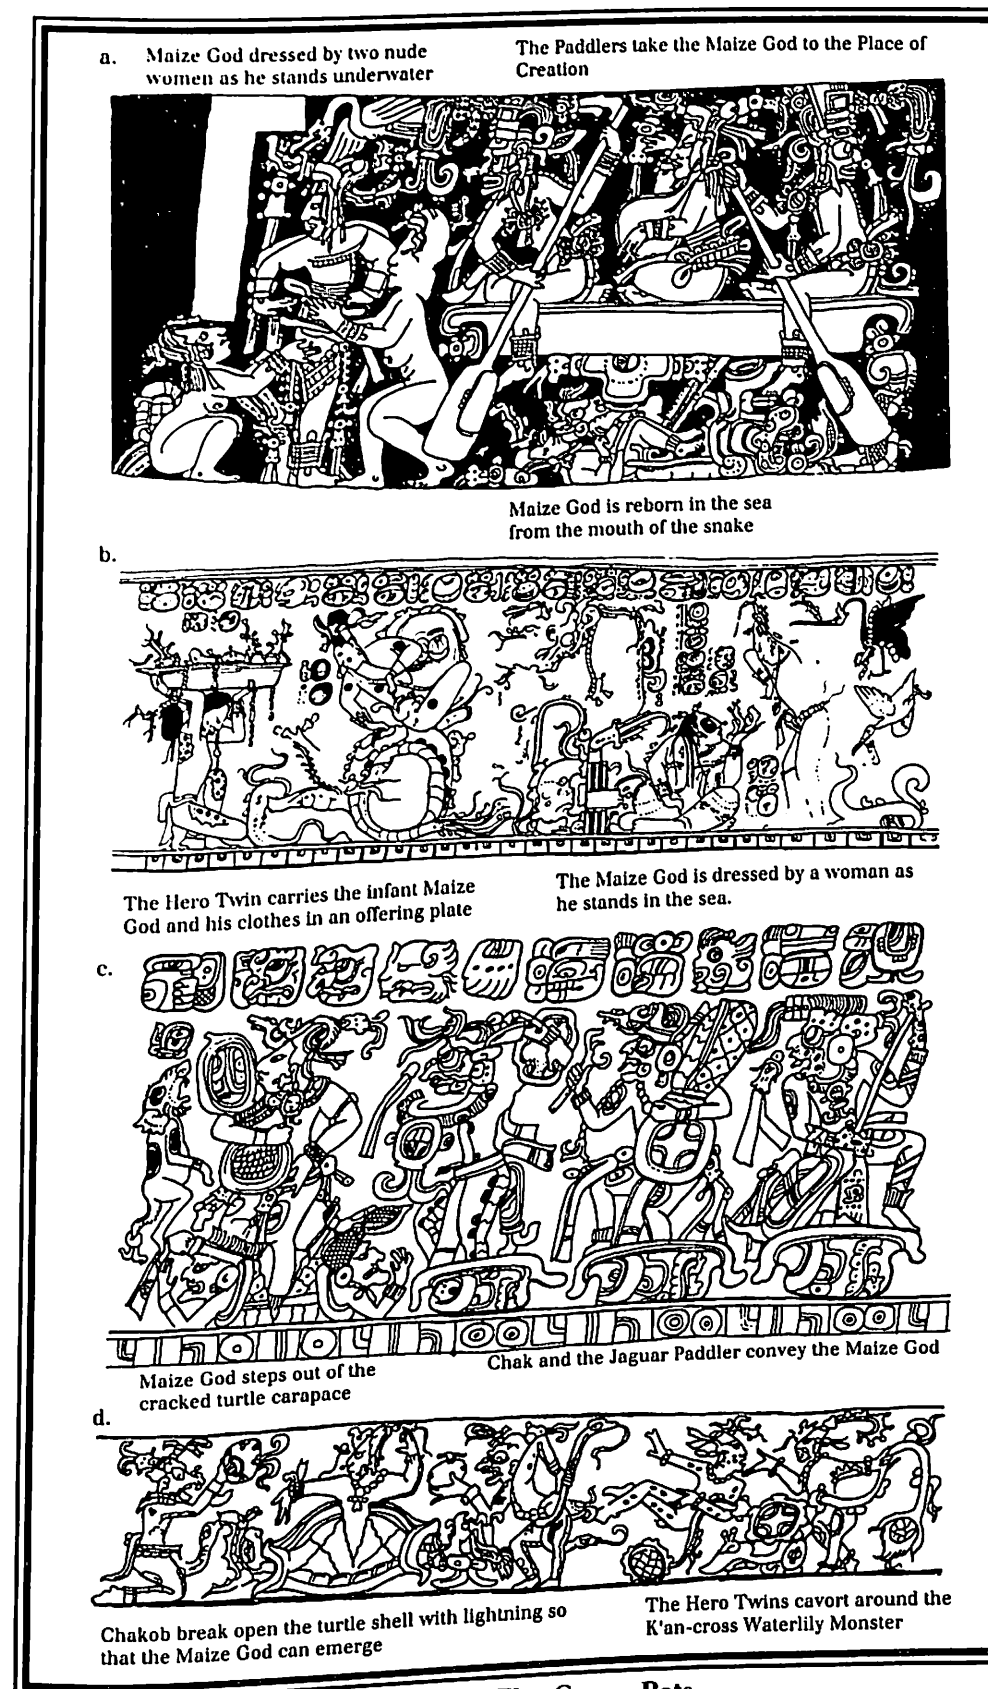 a.
Maize God dressed by two nude
women as he stands underwater
The Paddlers take the Maize God to the Place of
Creation
Maize God is reborn in the sea
from the mouth of the snake
b.
The Hero Twin carries the infant Maize
God and his clothes in an offering plate
The Maize God is dressed by a woman as
he stands in the sea.
c.
Maize God steps out of the
cracked turtle carapace
Chak and the Jaguar Paddler convey the Maize God
d.
Chakob break open the turtle shell with lightning so
that the Maize God can emerge
The Hero Twins cavort around the
K'an-cross Waterlily Monster